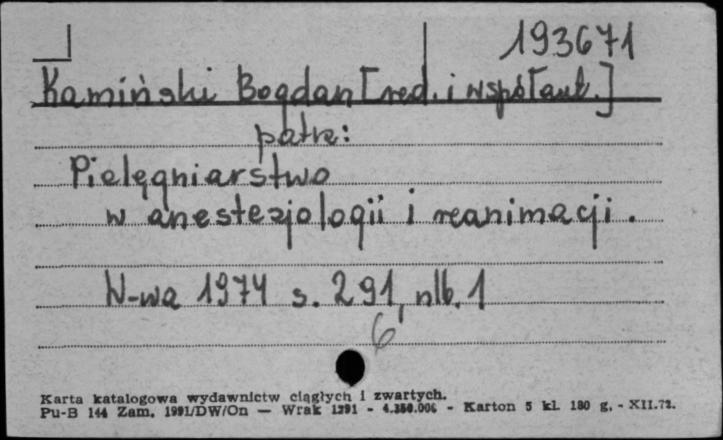 193671
Kamiński Bogdan [red. i współaut.]
patrz:
Pielęgniarstwo
w anestezjologii i reanimacji.
W-wa 1974 s. 291, nlb. 1
6
Karta katalogowa wydawnictw ciągłych i zwartych.
Pu-B 144 Zam. 1991/DW/On — Wrak 1291 - 4.350.006 - Karton 5 kl. 180 g. - XII.72.